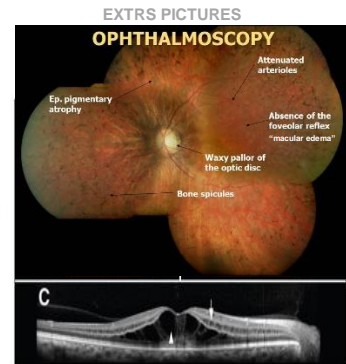 EXTRS PICTURES
OPHTHALMOSCOPY
Attenuated
arterioles
Ep. pigmentary
atrophy
Absence of the
foveolar reflex
“macular edema”
Waxy pallor of
the optic disc
Bone spicules
C